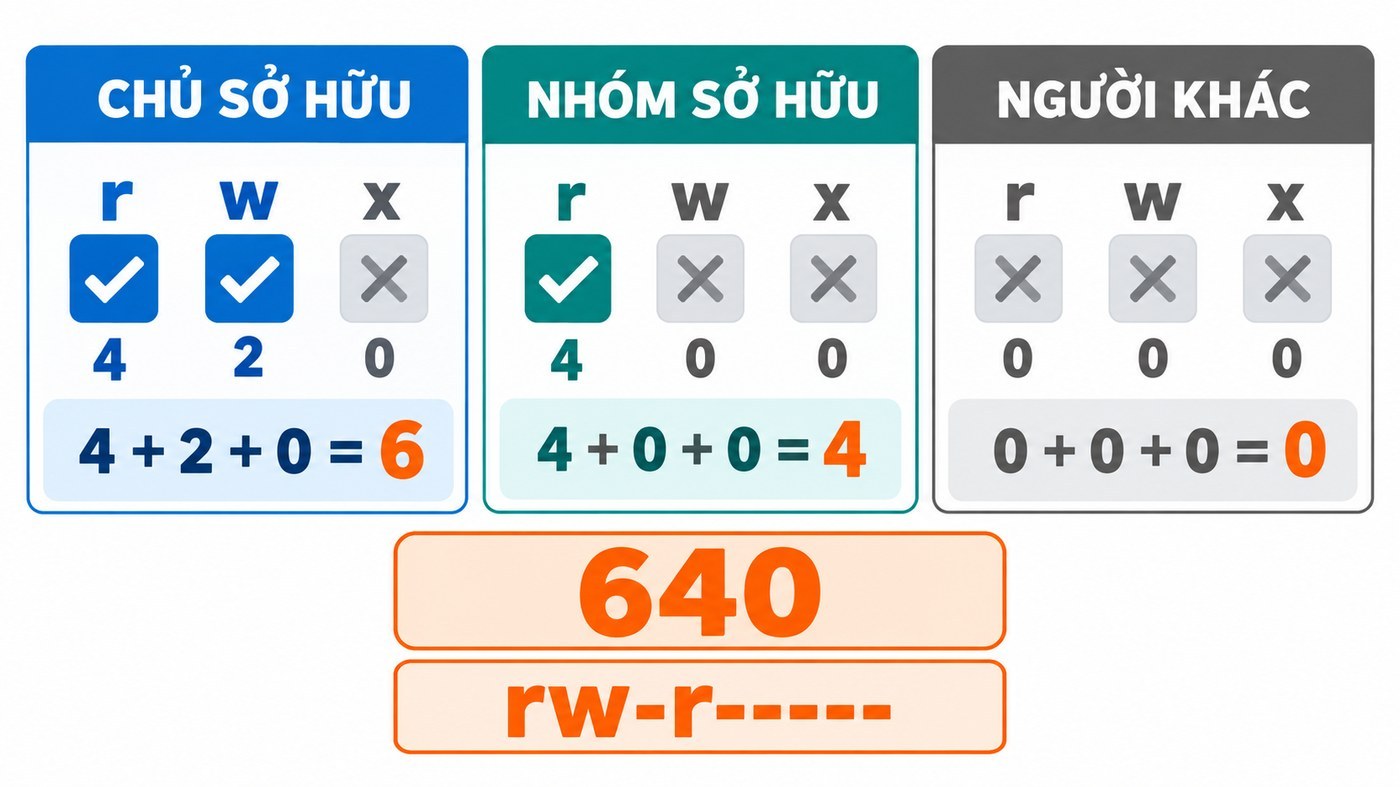 CHỦ SỞ HỮU
r w x
4 2 0
4 + 2 + 0 = 6
NHÓM SỞ HỮU
r w x
4 0 0
4 + 0 + 0 = 4
NGƯỜI KHÁC
r w x
0 0 0
0 + 0 + 0 = 0
640
rw-r-----